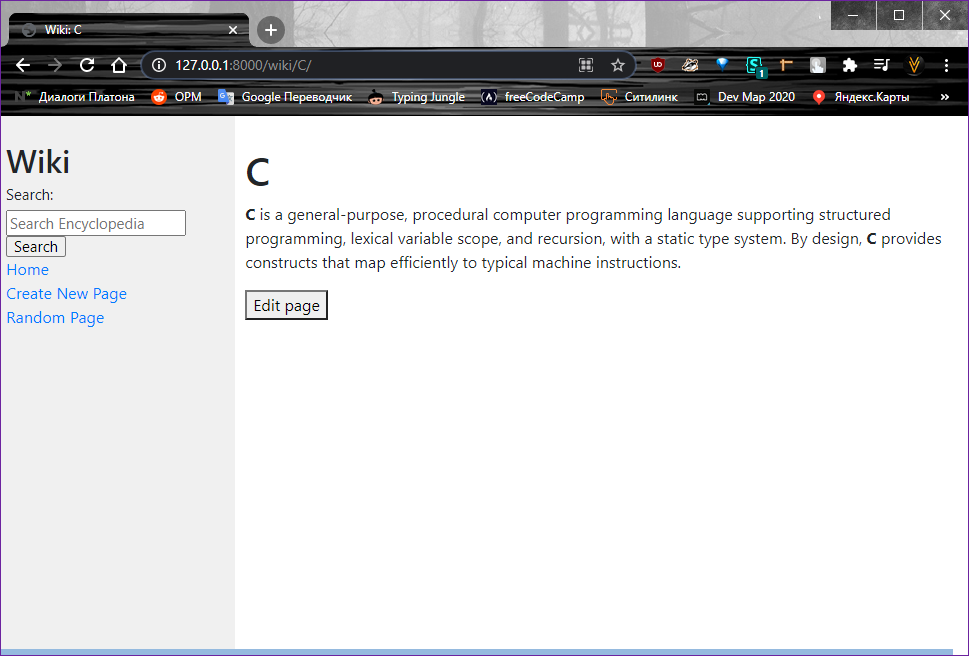 Wiki: C
127.0.0.1:8000/wiki/C/
UD
1
N* Диалоги Платона OPM Google Переводчик Typing Jungle (Λ) freeCodeCamp Ситилинк Dev Map 2020 Яндекс.Карты »
Wiki
Search:
Search Encyclopedia
Search
Home
Create New Page
Random Page
C
C is a general-purpose, procedural computer programming language supporting structured
programming, lexical variable scope, and recursion, with a static type system. By design, C provides
constructs that map efficiently to typical machine instructions.
Edit page